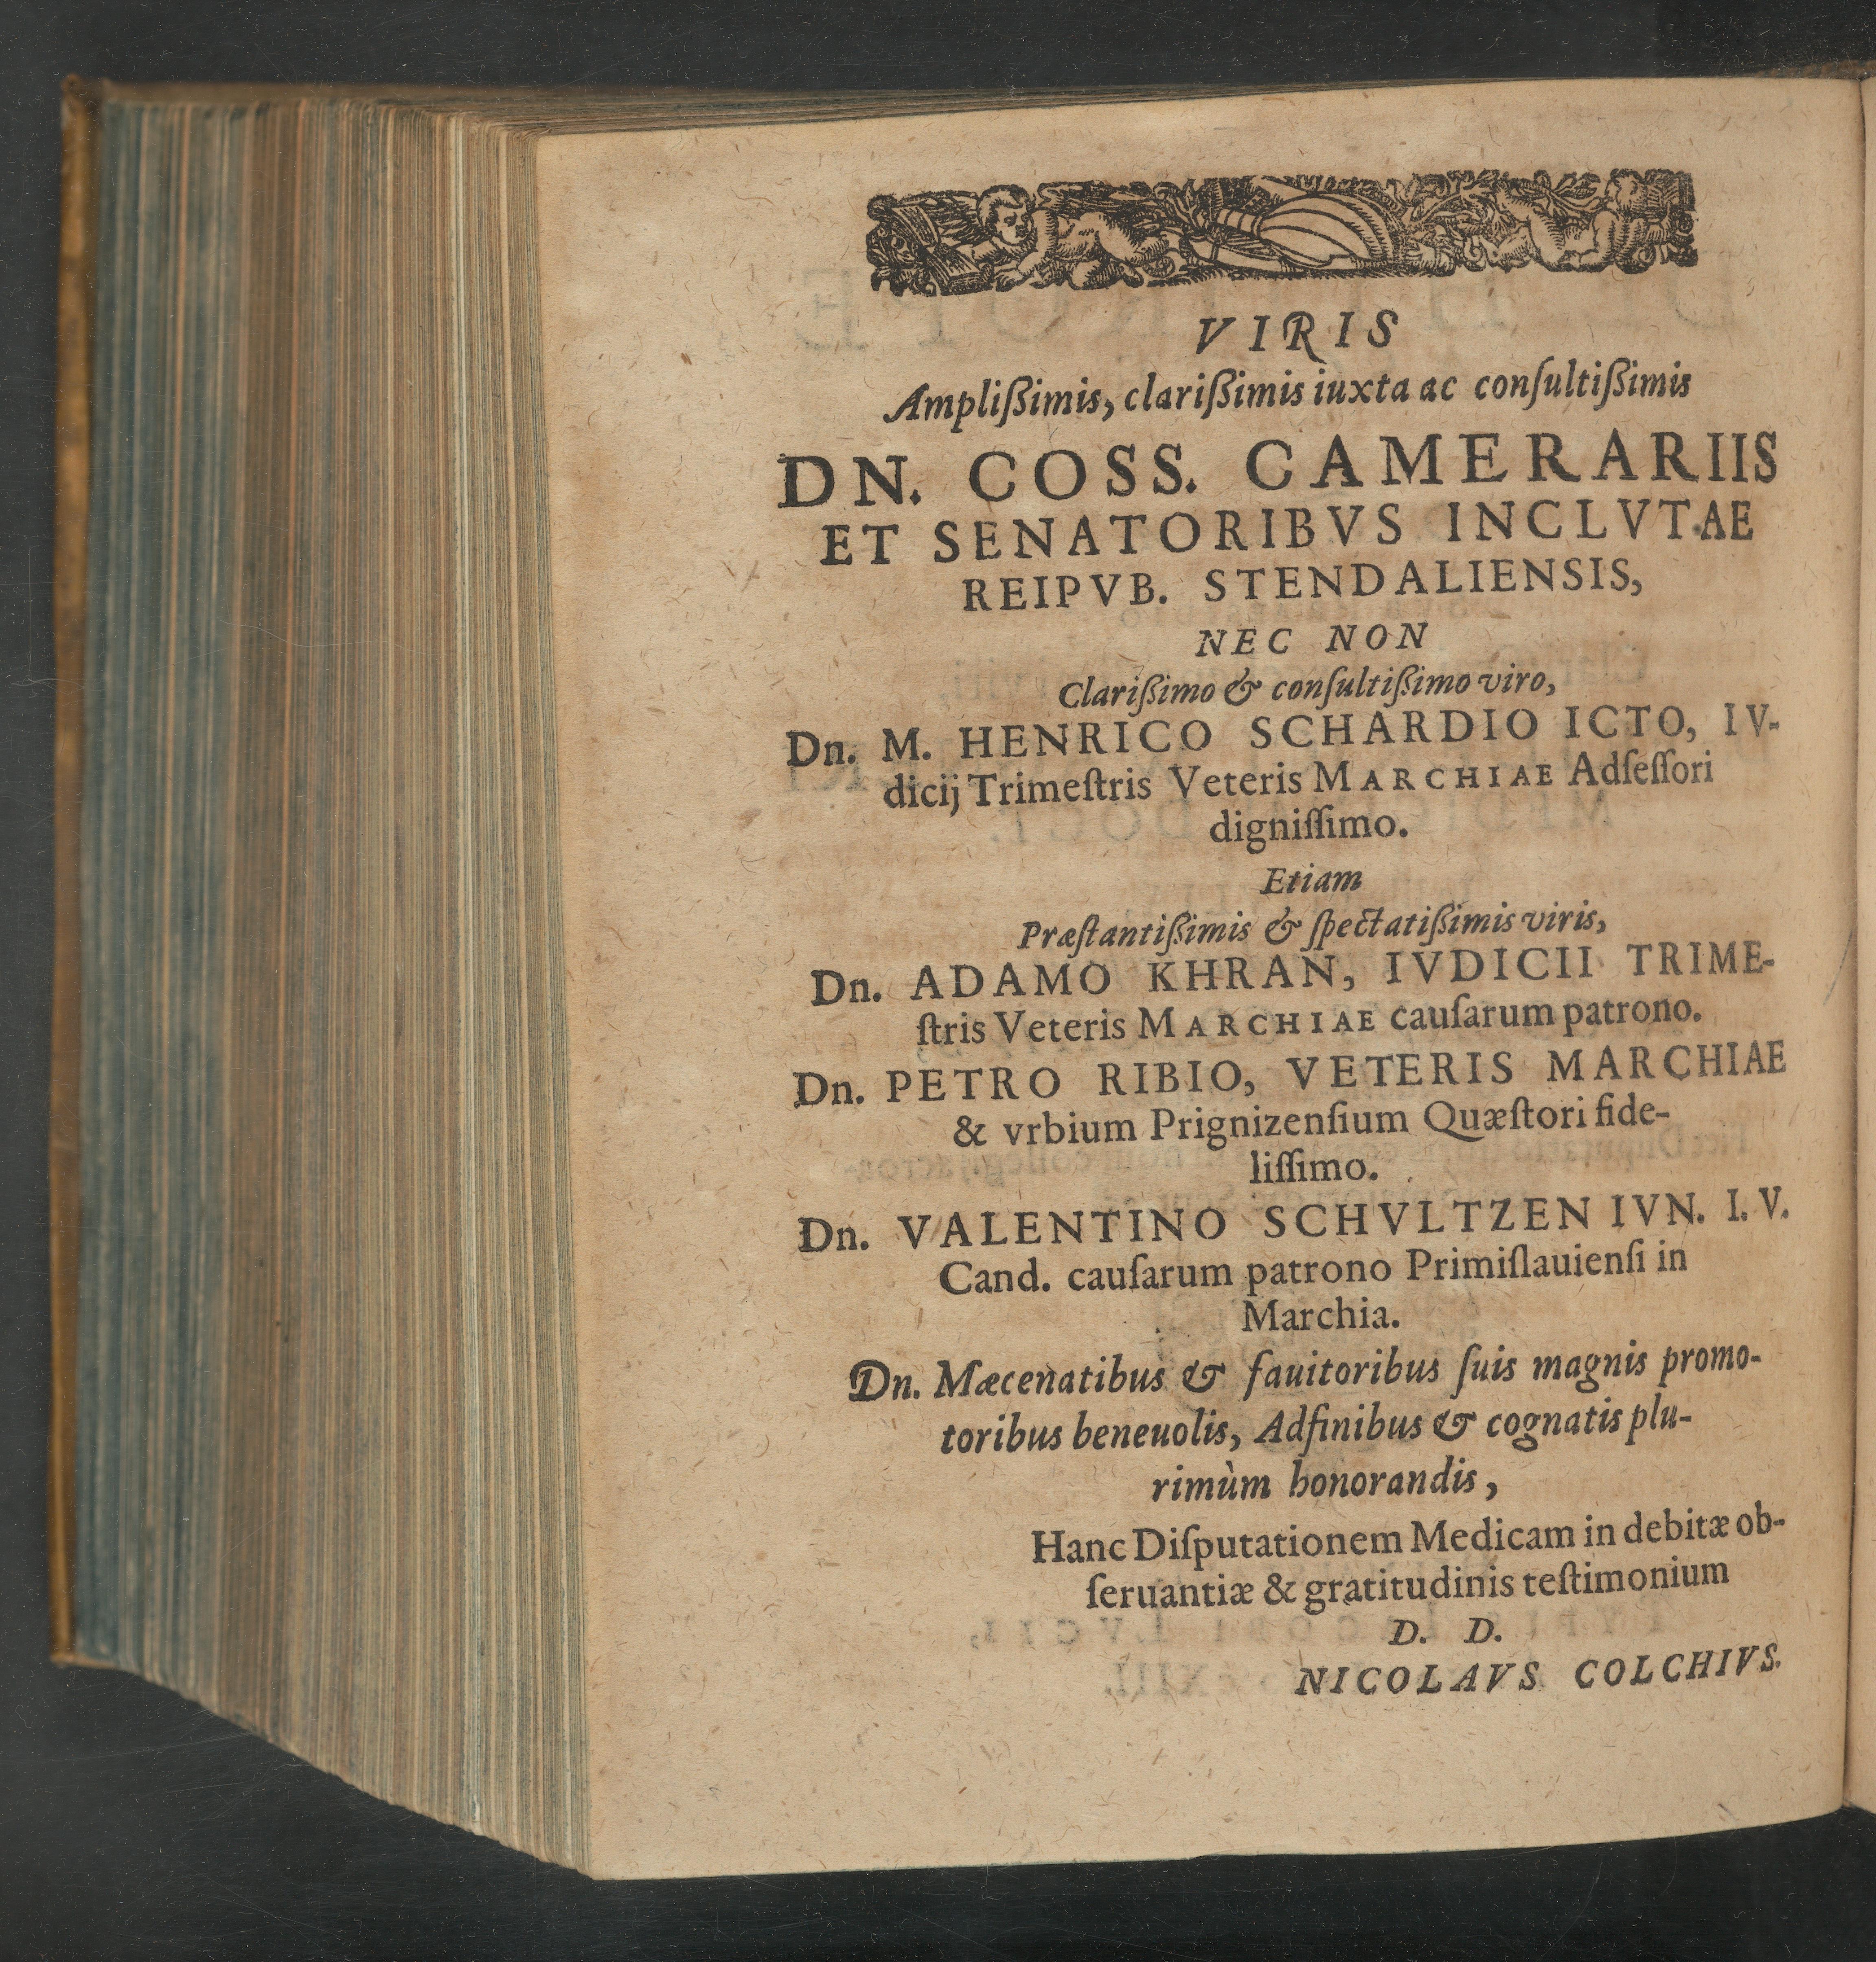 VIRIS
Ampliſſimis, clariſſimis iuxta ac conſultiſſimis
DN. COSS. CAMERARIIS
ET SENATORIBVS INCLVTAE
REIPVB. STENDALIENSIS,
NEC NON
Clariſſimo & conſultiſſimo viro,
Dn. M. HENRICO SCHARDIO ICTO, IV-
dicij Trimeſtris Veteris MARCHIAE Adſeſſori
digniſſimo.
Etiam
Præſtantiſſimis & ſpectatiſſimis viris,
Dn. ADAMO KHRAN, IVDICII TRIME-
ſtris Veteris MARCHIAE cauſarum patrono.
Dn. PETRO RIBIO, VETERIS MARCHIAE
& vrbium Prignizenſium Quæſtori fide-
liſſimo.
Dn. VALENTINO SCHVLTZEN IVN. I. V.
Cand. cauſarum patrono Primiſlauienſi in
Marchia.
Dn. Mæcenatibus & fauitoribus ſuis magnis promo-
toribus beneuolis, Adfinibus & cognatis plu-
rimùm honorandis,
Hanc Diſputationem Medicam in debitæ ob-
ſeruantiæ & gratitudinis teſtimonium
D. D.
NICOLAVS COLCHIVS.